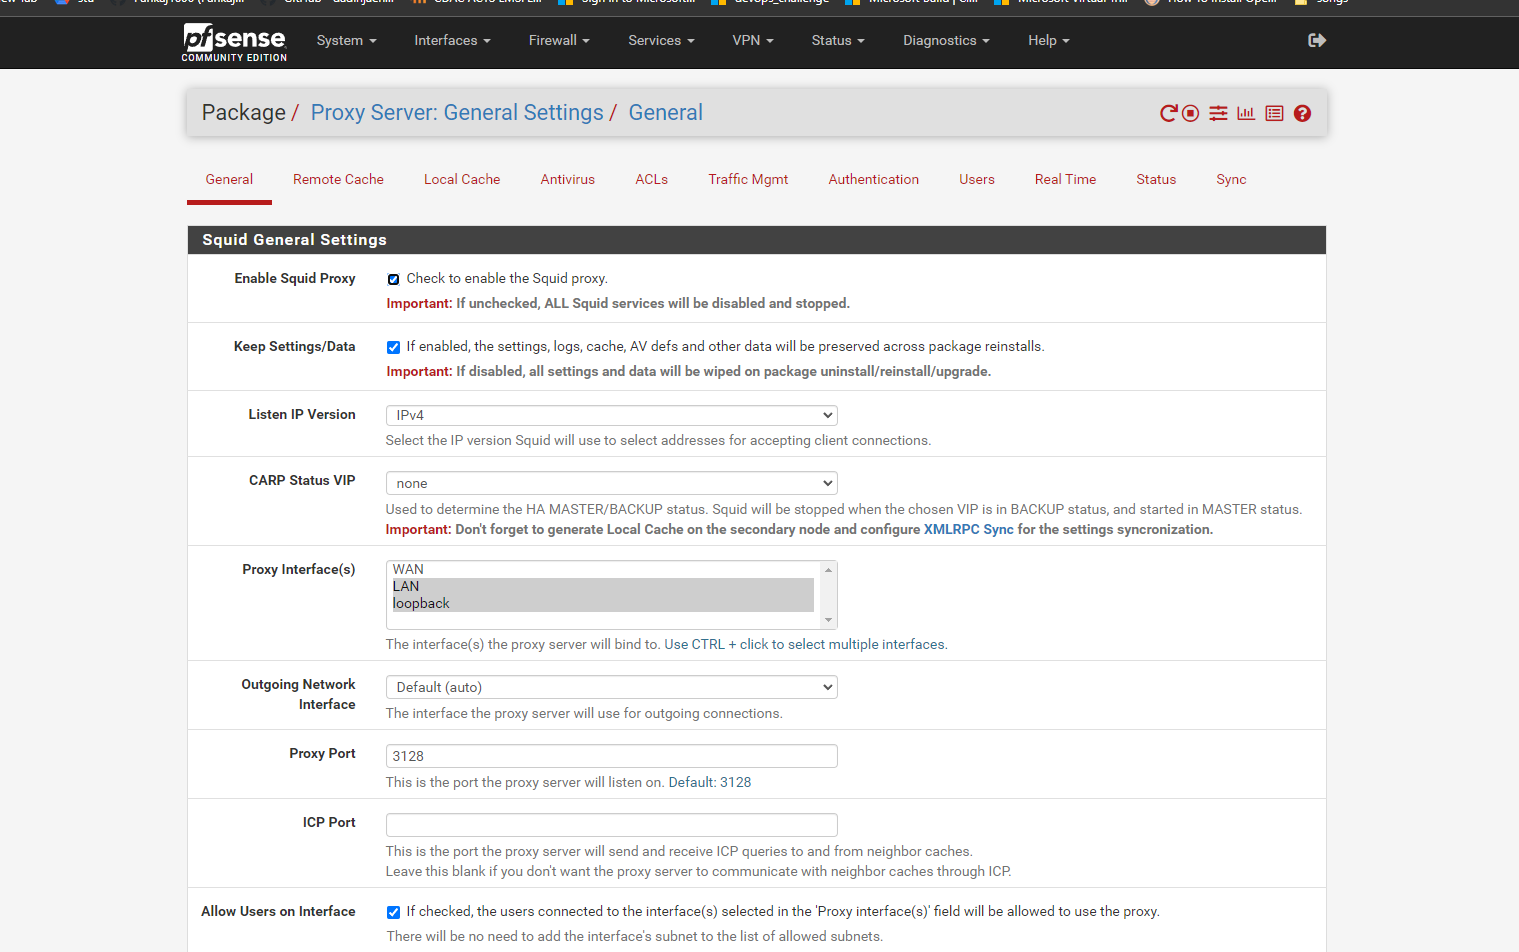 pfsense
COMMUNITY EDITION
System Interfaces Firewall Services VPN Status Diagnostics Help
Package / Proxy Server: General Settings / General
General Remote Cache Local Cache Antivirus ACLs Traffic Mgmt Authentication Users Real Time Status Sync
Squid General Settings
Enable Squid Proxy
Check to enable the Squid proxy.
Important: If unchecked, ALL Squid services will be disabled and stopped.
Keep Settings/Data
If enabled, the settings, logs, cache, AV defs and other data will be preserved across package reinstalls.
Important: If disabled, all settings and data will be wiped on package uninstall/reinstall/upgrade.
Listen IP Version
IPv4
Select the IP version Squid will use to select addresses for accepting client connections.
CARP Status VIP
none
Used to determine the HA MASTER/BACKUP status. Squid will be stopped when the chosen VIP is in BACKUP status, and started in MASTER status.
Important: Don't forget to generate Local Cache on the secondary node and configure XMLRPC Sync for the settings syncronization.
Proxy Interface(s)
WAN
LAN
loopback
The interface(s) the proxy server will bind to. Use CTRL + click to select multiple interfaces.
Outgoing Network
Interface
Default (auto)
The interface the proxy server will use for outgoing connections.
Proxy Port
3128
This is the port the proxy server will listen on. Default: 3128
ICP Port
This is the port the proxy server will send and receive ICP queries to and from neighbor caches.
Leave this blank if you don't want the proxy server to communicate with neighbor caches through ICP.
Allow Users on Interface
If checked, the users connected to the interface(s) selected in the 'Proxy interface(s)' field will be allowed to use the proxy.
There will be no need to add the interface's subnet to the list of allowed subnets.